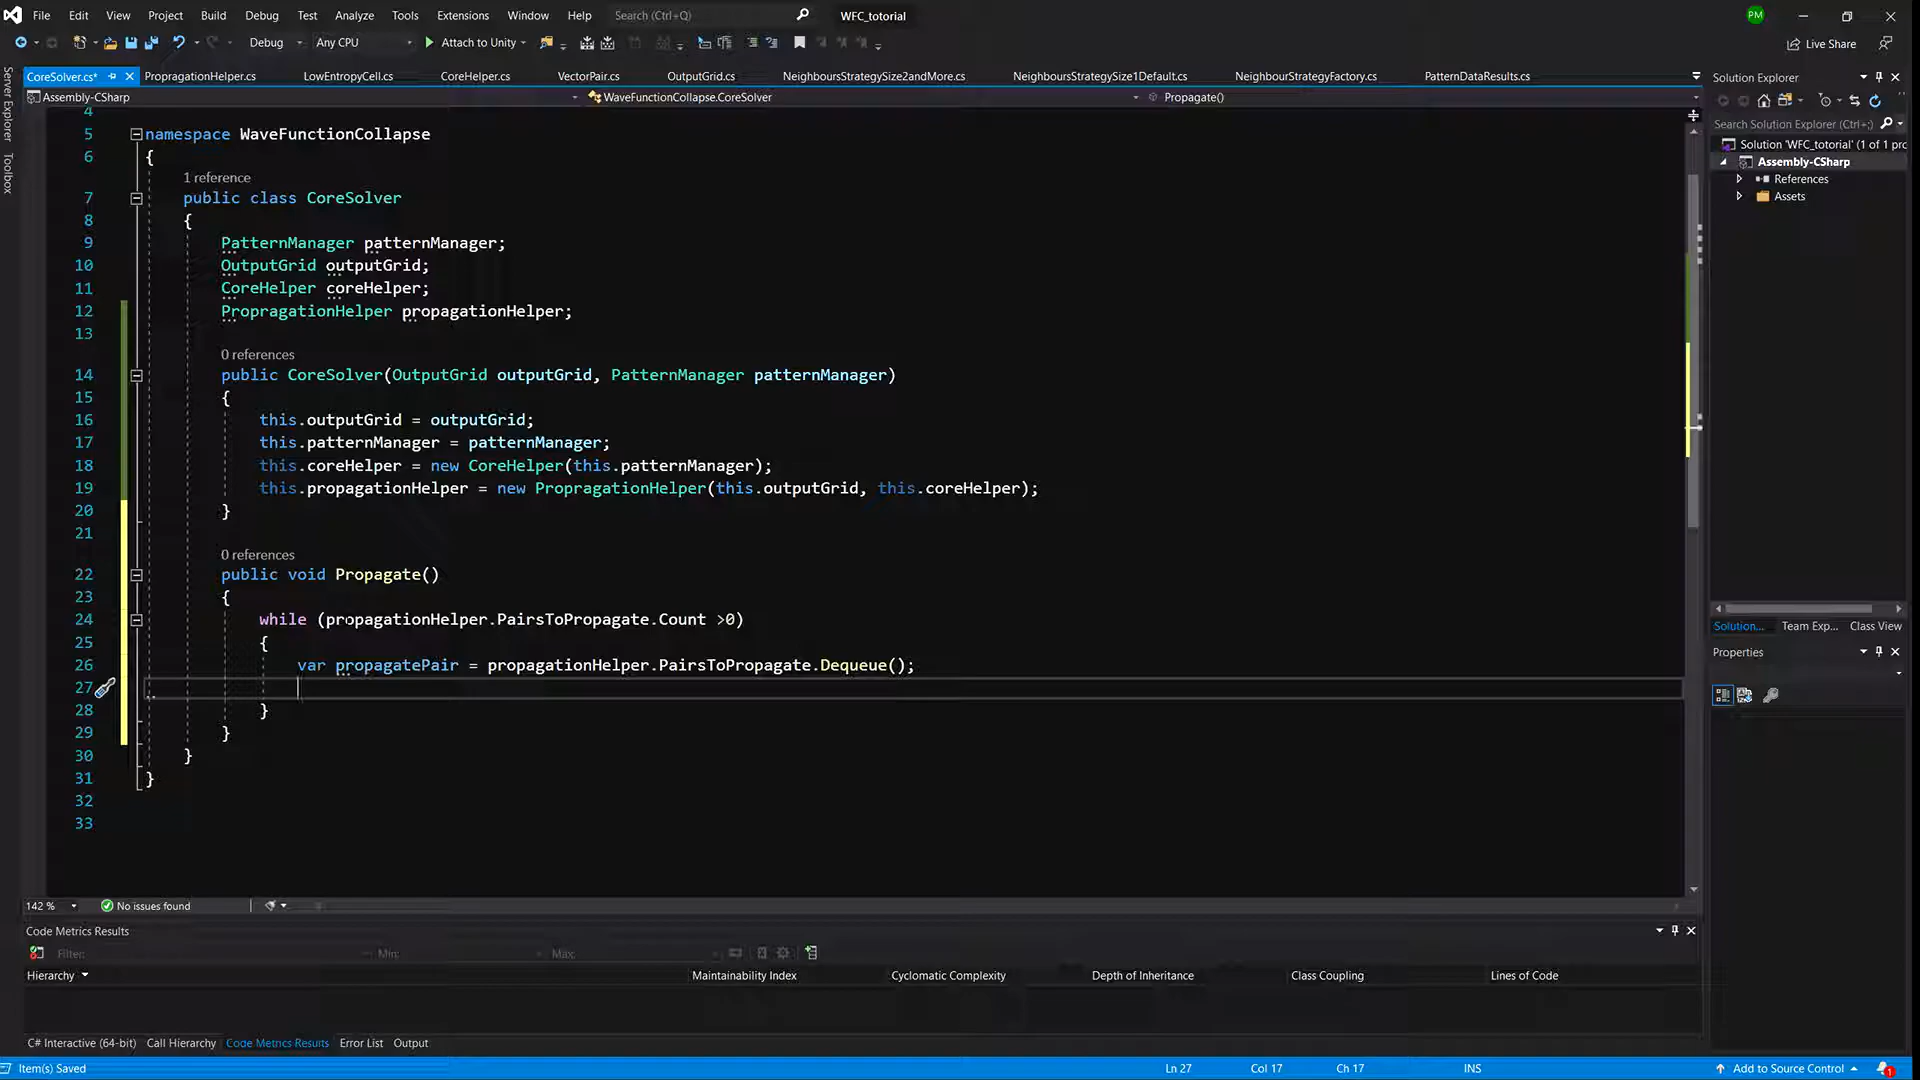 File Edit View Project Build Debug Test Analyze Tools Extensions Window Help Search (Ctrl+Q) WFC_totorial PM
Debug Any CPU Attach to Unity Live Share
CoreSolver.cs* PropragationHelper.cs LowEntropyCell.cs CoreHelper.cs VectorPair.cs OutputGrid.cs NeighboursStrategySize2andMore.cs NeighboursStrategySize1Default.cs NeighbourStrategyFactory.cs PatternDataResults.cs
Assembly-CSharp WaveFunctionCollapse.CoreSolver Propagate()
Server Explorer
Toolbox
4
5 namespace WaveFunctionCollapse
6 {
1 reference
7 public class CoreSolver
8 {
9 PatternManager patternManager;
10 OutputGrid outputGrid;
11 CoreHelper coreHelper;
12 PropragationHelper propagationHelper;
13
0 references
14 public CoreSolver(OutputGrid outputGrid, PatternManager patternManager)
15 {
16 this.outputGrid = outputGrid;
17 this.patternManager = patternManager;
18 this.coreHelper = new CoreHelper(this.patternManager);
19 this.propagationHelper = new PropragationHelper(this.outputGrid, this.coreHelper);
20 }
21
0 references
22 public void Propagate()
23 {
24 while (propagationHelper.PairsToPropagate.Count >0)
25 {
26 var propagatePair = propagationHelper.PairsToPropagate.Dequeue();
27
28 }
29 }
30 }
31 }
32
33
142 % No issues found
Code Metrics Results
Filter: Min: Max:
Hierarchy Maintainability Index Cyclomatic Complexity Depth of Inheritance Class Coupling Lines of Code
C# Interactive (64-bit) Call Hierarchy Code Metrics Results Error List Output
Item(s) Saved Ln 27 Col 17 Ch 17 INS Add to Source Control 1
Solution Explorer
Search Solution Explorer (Ctrl+;)
Solution 'WFC_totorial' (1 of 1 pro
Assembly-CSharp
References
Assets
Solution... Team Exp... Class View
Properties